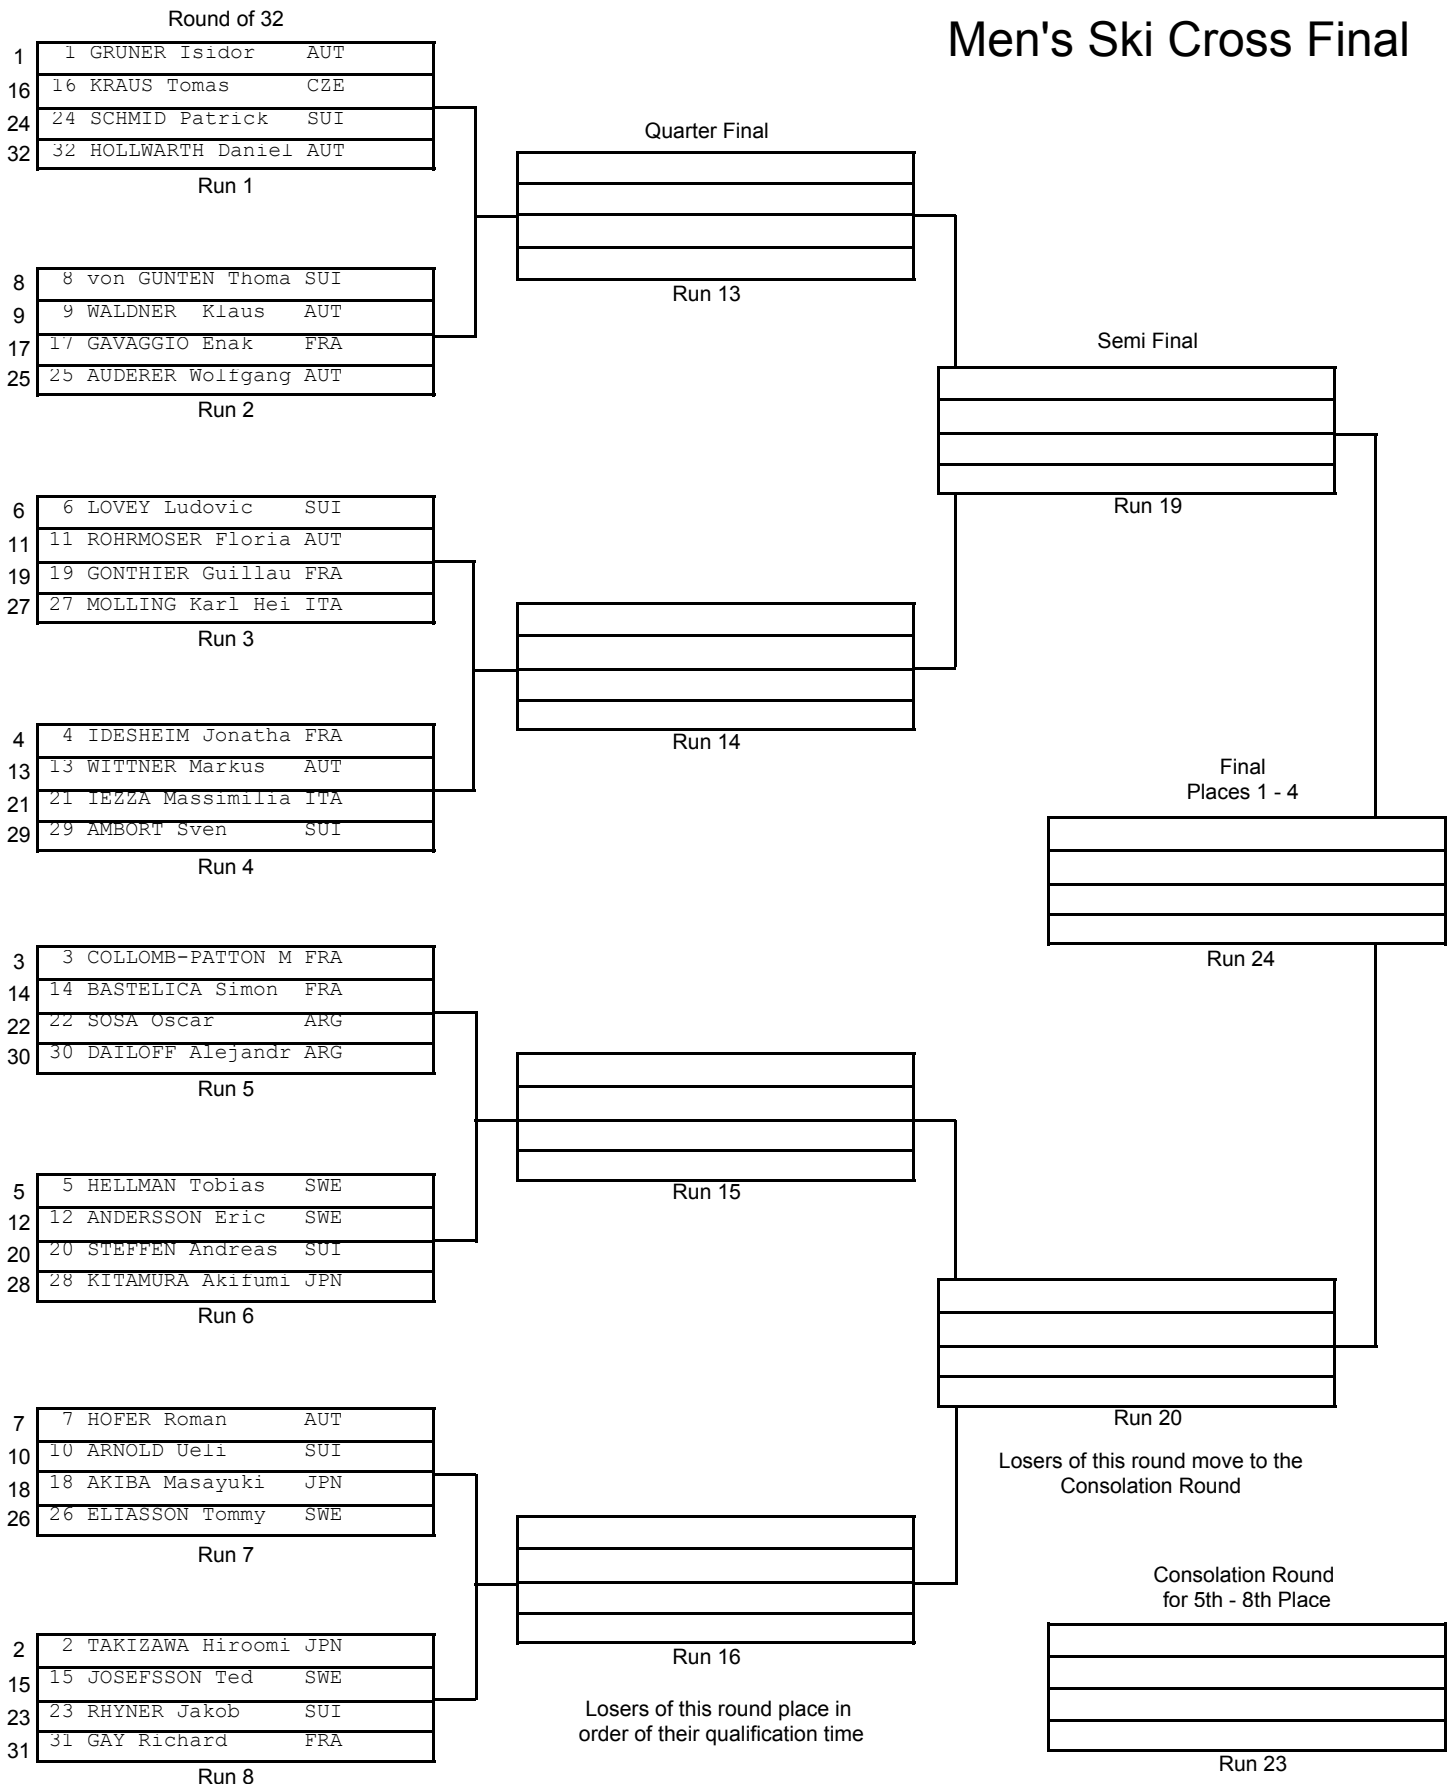 Round of 32
Men's Ski Cross Final
1 1 GRUNER Isidor AUT
16 16 KRAUS Tomas CZE
24 24 SCHMID Patrick SUI
32 32 HOLLWARTH Daniel AUT
Run 1
Quarter Final
Run 13
8 8 von GUNTEN Thoma SUI
9 9 WALDNER Klaus AUT
17 17 GAVAGGIO Enak FRA
25 25 AUDERER Wolfgang AUT
Run 2
Semi Final
Run 19
6 6 LOVEY Ludovic SUI
11 11 ROHRMOSER Floria AUT
19 19 GONTHIER Guillau FRA
27 27 MOLLING Karl Hei ITA
Run 3
Run 14
4 4 IDESHEIM Jonatha FRA
13 13 WITTNER Markus AUT
21 21 IEZZA Massimilia ITA
29 29 AMBORT Sven SUI
Run 4
Final
Places 1 - 4
Run 24
3 3 COLLOMB-PATTON M FRA
14 14 BASTELICA Simon FRA
22 22 SOSA Oscar ARG
30 30 DAILOFF Alejandr ARG
Run 5
Run 15
5 5 HELLMAN Tobias SWE
12 12 ANDERSSON Eric SWE
20 20 STEFFEN Andreas SUI
28 28 KITAMURA Akifumi JPN
Run 6
Run 20
Losers of this round move to the
Consolation Round
7 7 HOFER Roman AUT
10 10 ARNOLD Ueli SUI
18 18 AKIBA Masayuki JPN
26 26 ELIASSON Tommy SWE
Run 7
Run 16
Losers of this round place in
order of their qualification time
Consolation Round
for 5th - 8th Place
Run 23
2 2 TAKIZAWA Hiroomi JPN
15 15 JOSEFSSON Ted SWE
23 23 RHYNER Jakob SUI
31 31 GAY Richard FRA
Run 8